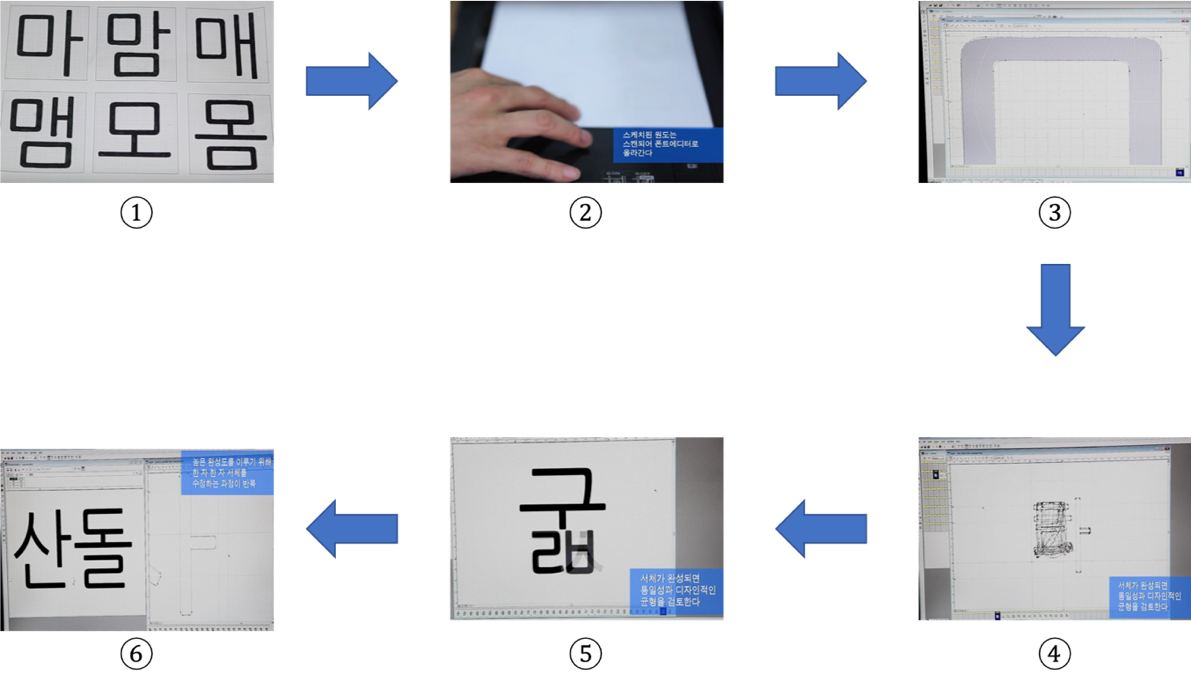 마 맘 매
맴 모 몸
①
스케치된 원도는
스캔되어 폰트에디터로
올라간다
②
③
서체가 완성되면
통일성과 디자인적인
균형을 검토한다
④
서체가 완성되면
통일성과 디자인적인
균형을 검토한다
⑤
높은 완성도를 이루기 위해
한 자 한 자 서체를
수정하는 과정이 반복
산돌
⑥